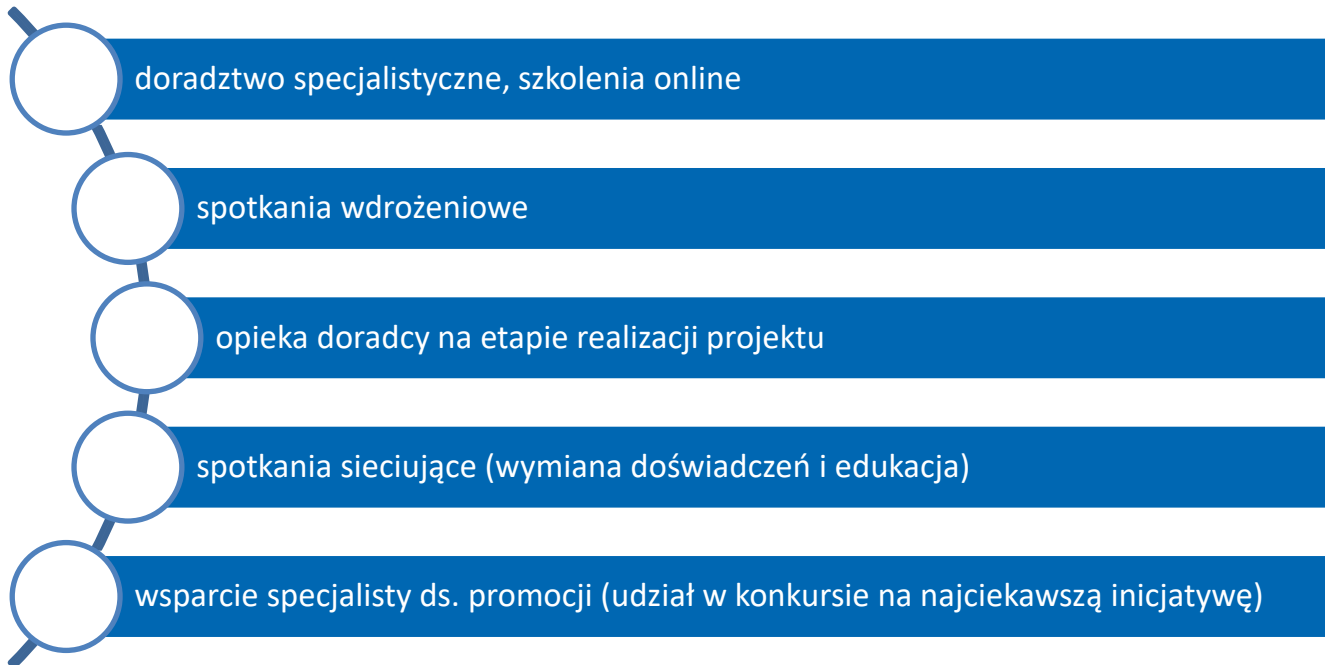 doradztwo specjalistyczne, szkolenia online
spotkania wdrożeniowe
opieka doradcy na etapie realizacji projektu
spotkania sieciujące (wymiana doświadczeń i edukacja)
wsparcie specjalisty ds. promocji (udział w konkursie na najciekawszą inicjatywę)